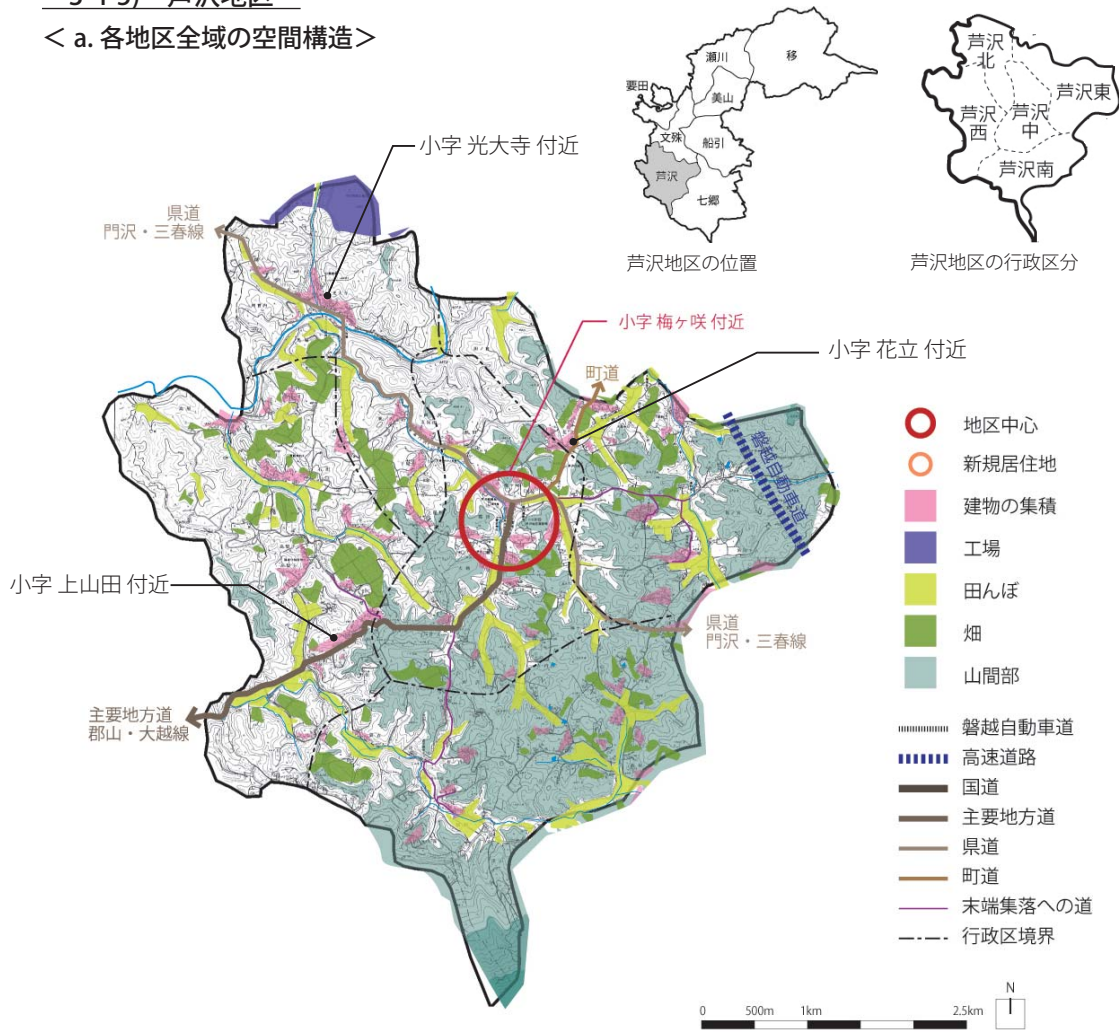 芦沢地区
< a. 各地区全域の空間構造>
移
瀬川
要田
美山
文殊
船引
芦沢
七郷
芦沢地区の位置
芦沢
北
芦沢東
芦沢
西
芦沢
中
芦沢南
芦沢地区の行政区分
小字 光大寺 付近
県道
門沢・三春線
小字 梅ヶ咲 付近
小字 花立 付近
町道
磐越自動車道
小字 上山田 付近
県道
門沢・三春線
主要地方道
郡山・大越線
地区中心
新規居住地
建物の集積
工場
田んぼ
畑
山間部
磐越自動車道
高速道路
国道
主要地方道
県道
町道
末端集落への道
行政区境界
0 500m 1km 2.5km
N